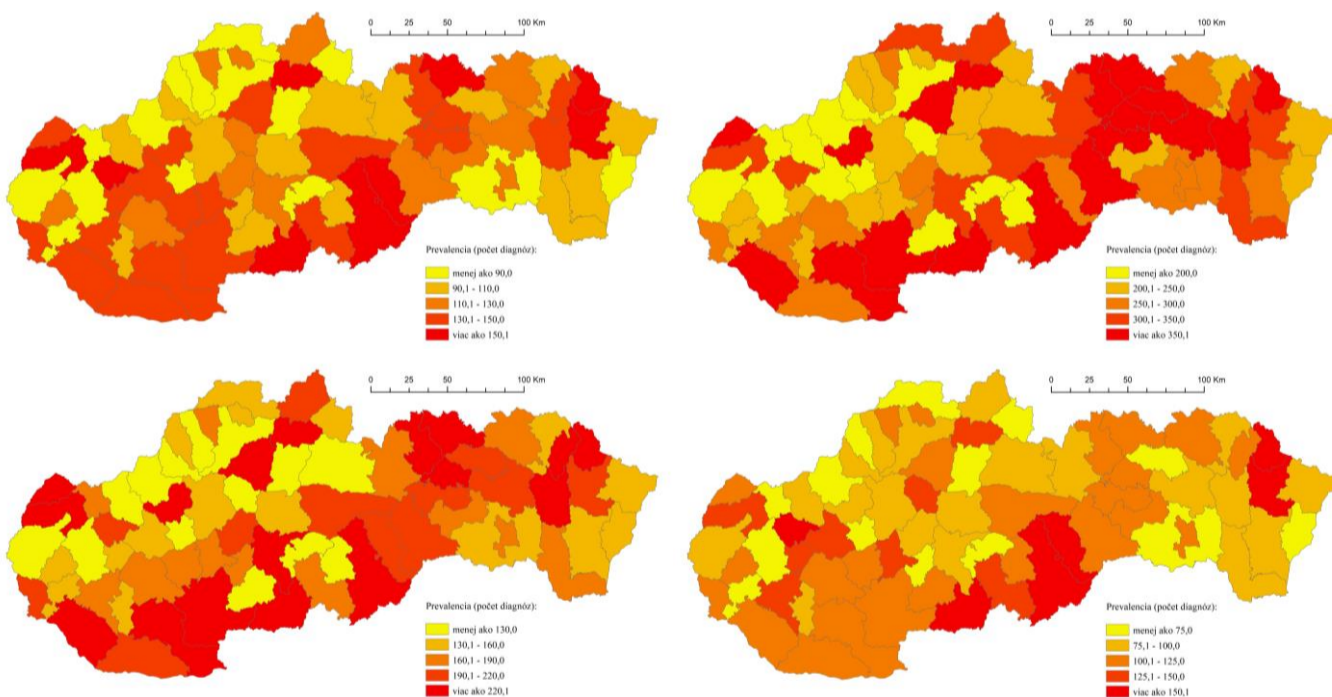 0 25 50 100 Km
Prevalencia (počet diagnóz):
menej ako 90,0
90,1 - 110,0
110,1 - 130,0
130,1 - 150,0
viac ako 150,1
0 25 50 100 Km
Prevalencia (počet diagnóz):
menej ako 200,0
200,1 - 250,0
250,1 - 300,0
300,1 - 350,0
viac ako 350,1
0 25 50 100 Km
Prevalencia (počet diagnóz):
menej ako 130,0
130,1 - 160,0
160,1 - 190,0
190,1 - 220,0
viac ako 220,1
0 25 50 100 Km
Prevalencia (počet diagnóz):
menej ako 75,0
75,1 - 100,0
100,1 - 125,0
125,1 - 150,0
viac ako 150,1